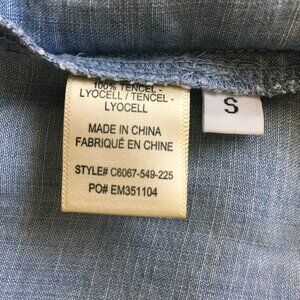 100% TENCEL -
LYOCELL / TENCEL -
LYOCELL
MADE IN CHINA
FABRIQUÉ EN CHINE
STYLE# C6067-549-225
PO# EM351104
S